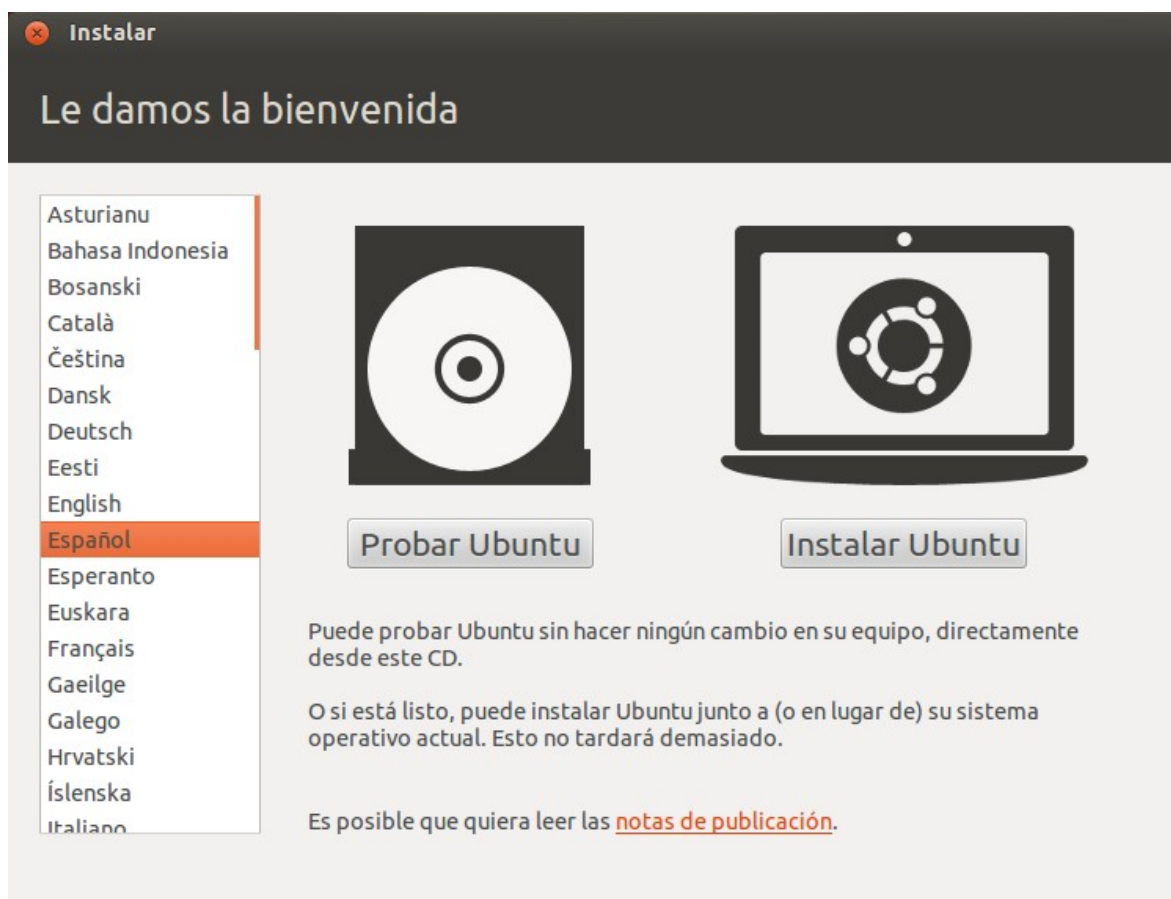 Instalar
Le damos la bienvenida
Asturianu
Bahasa Indonesia
Bosanski
Català
Čeština
Dansk
Deutsch
Eesti
English
Español
Esperanto
Euskara
Français
Gaeilge
Galego
Hrvatski
Íslenska
Italiano
Probar Ubuntu
Instalar Ubuntu
Puede probar Ubuntu sin hacer ningún cambio en su equipo, directamente
desde este CD.
O si está listo, puede instalar Ubuntu junto a (o en lugar de) su sistema
operativo actual. Esto no tardará demasiado.
Es posible que quiera leer las notas de publicación.